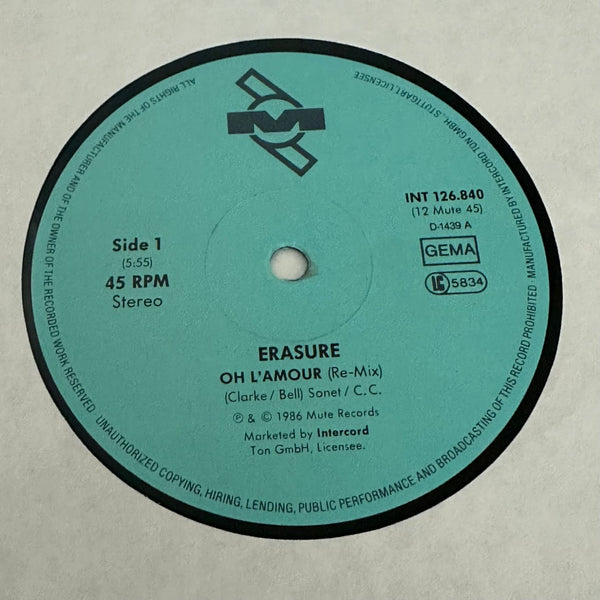 M
Side 1
(5:55)
45 RPM
Stereo
INT 126.840
(12 Mute 45)
D-1439 A
GEMA
LC 5834
ERASURE
OH L'AMOUR (Re-Mix)
(Clarke / Bell) Sonet / C.C.
℗ & © 1986 Mute Records
Marketed by Intercord
Ton GmbH, Licensee.
ALL RIGHTS OF THE MANUFACTURER AND OF THE OWNER OF THE RECORDED WORK RESERVED. UNAUTHORIZED COPYING, HIRING, LENDING, PUBLIC PERFORMANCE AND BROADCASTING OF THIS RECORD PROHIBITED. MANUFACTURED BY INTERCORD TON GMBH., STUTTGART, LICENSEE